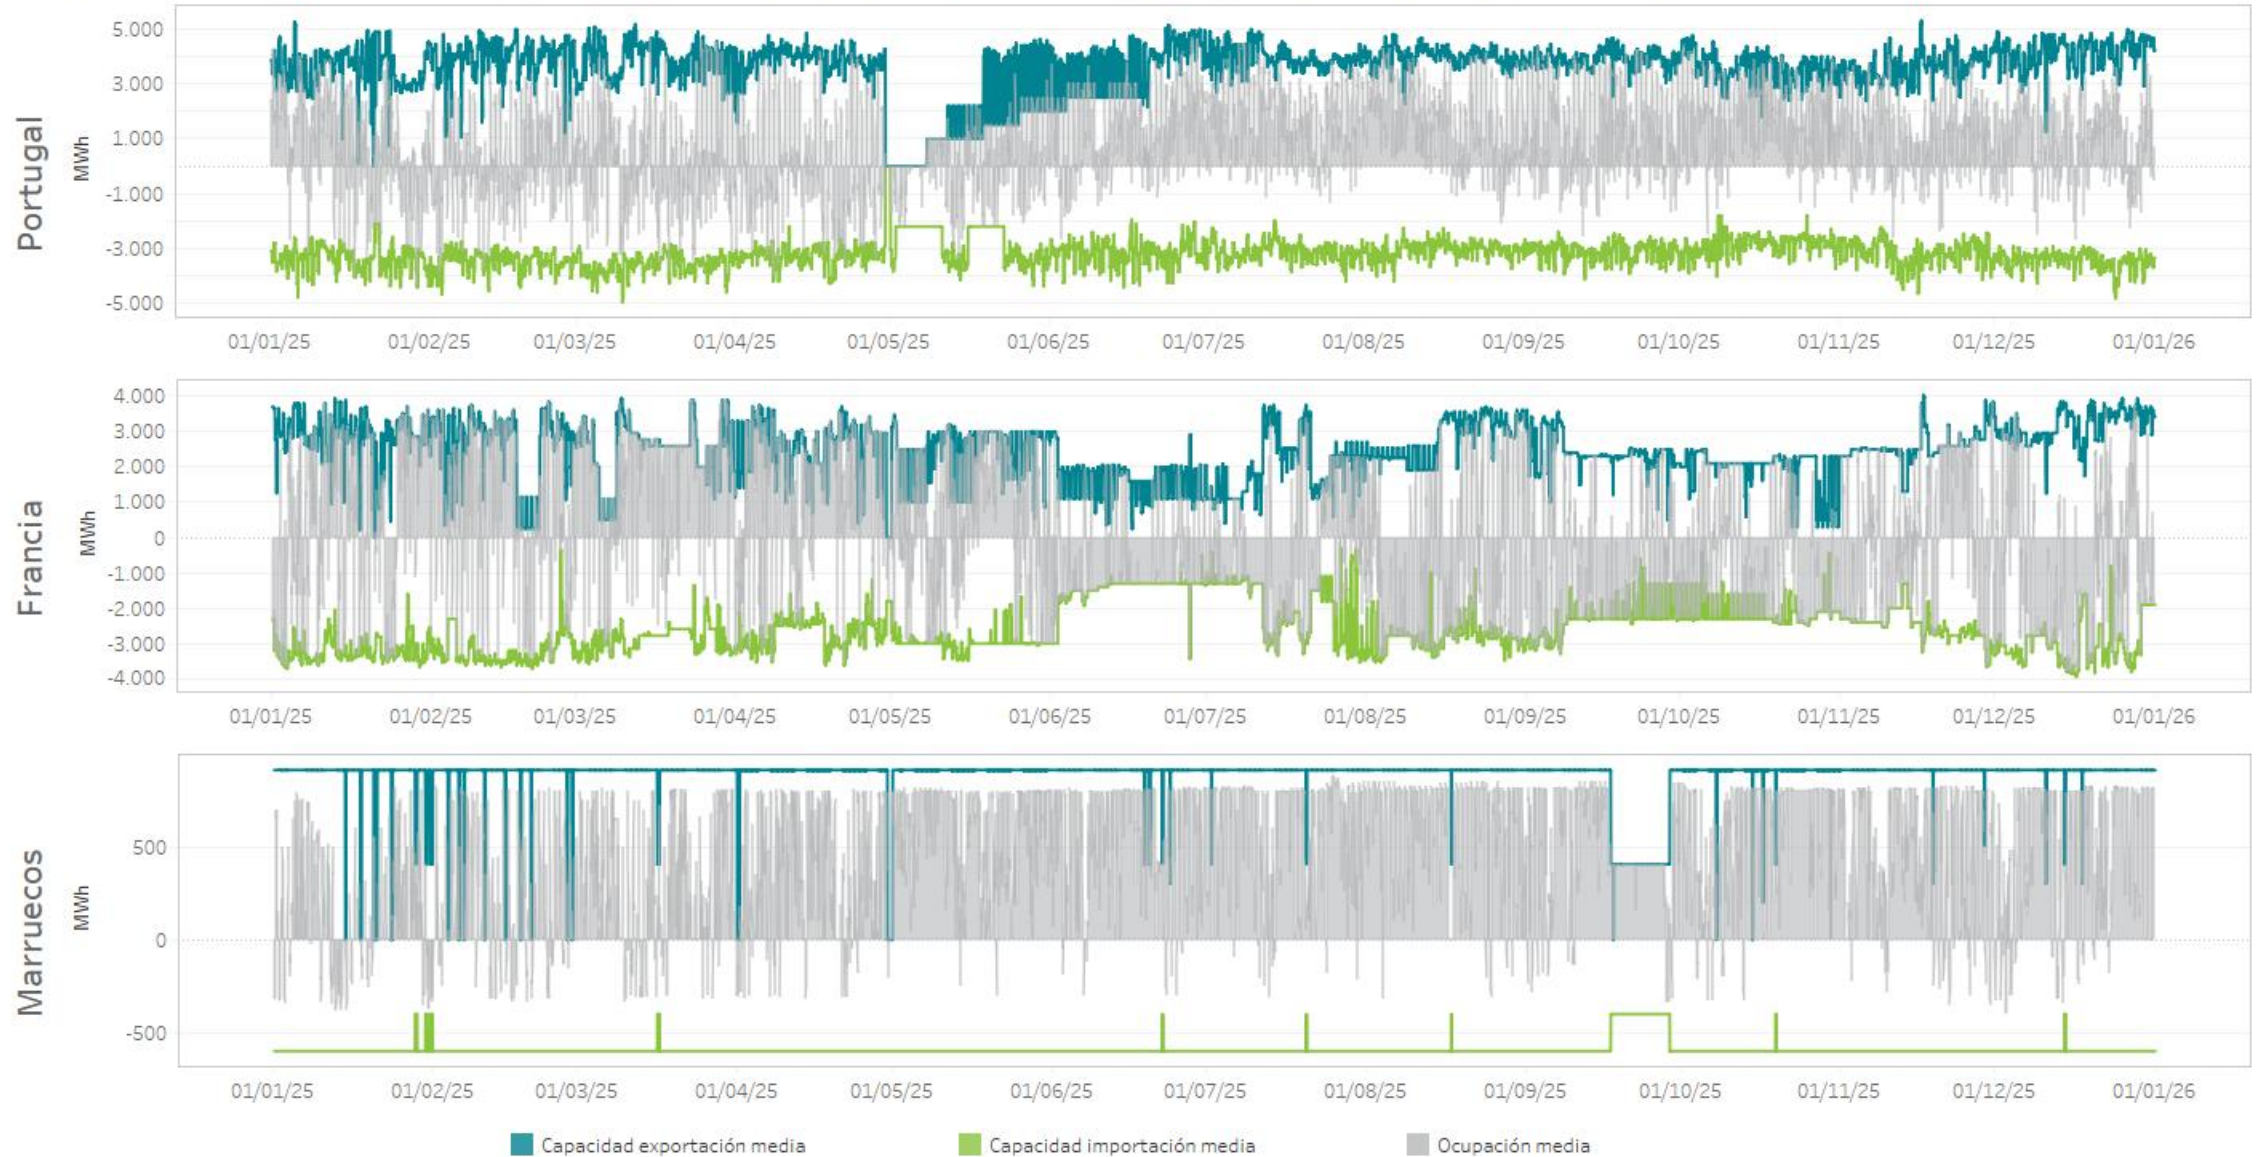 Portugal
MWh
5.000
3.000
1.000
-1.000
-3.000
-5.000
01/01/25 01/02/25 01/03/25 01/04/25 01/05/25 01/06/25 01/07/25 01/08/25 01/09/25 01/10/25 01/11/25 01/12/25 01/01/26
Francia
MWh
4.000
3.000
2.000
1.000
0
-1.000
-2.000
-3.000
-4.000
01/01/25 01/02/25 01/03/25 01/04/25 01/05/25 01/06/25 01/07/25 01/08/25 01/09/25 01/10/25 01/11/25 01/12/25 01/01/26
Marruecos
MWh
500
0
-500
01/01/25 01/02/25 01/03/25 01/04/25 01/05/25 01/06/25 01/07/25 01/08/25 01/09/25 01/10/25 01/11/25 01/12/25 01/01/26
Capacidad exportación media Capacidad importación media Ocupación media